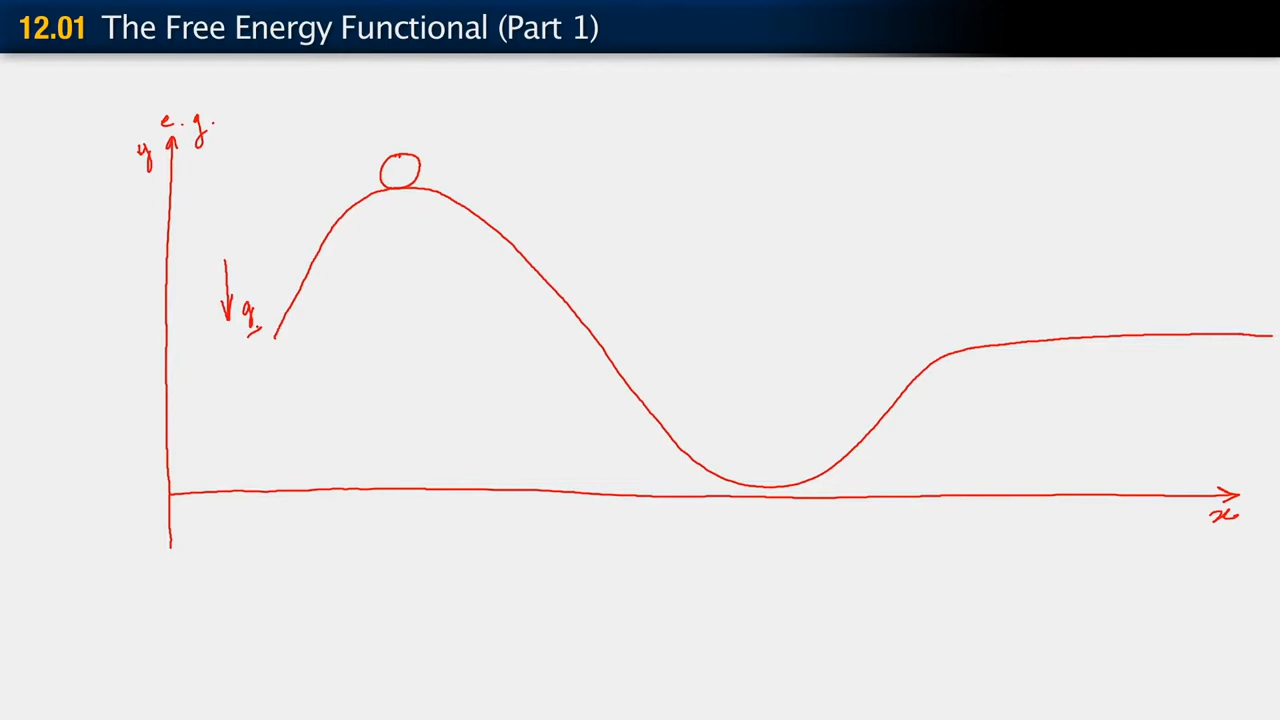 12.01 The Free Energy Functional (Part 1)
e.g.
y
g
x